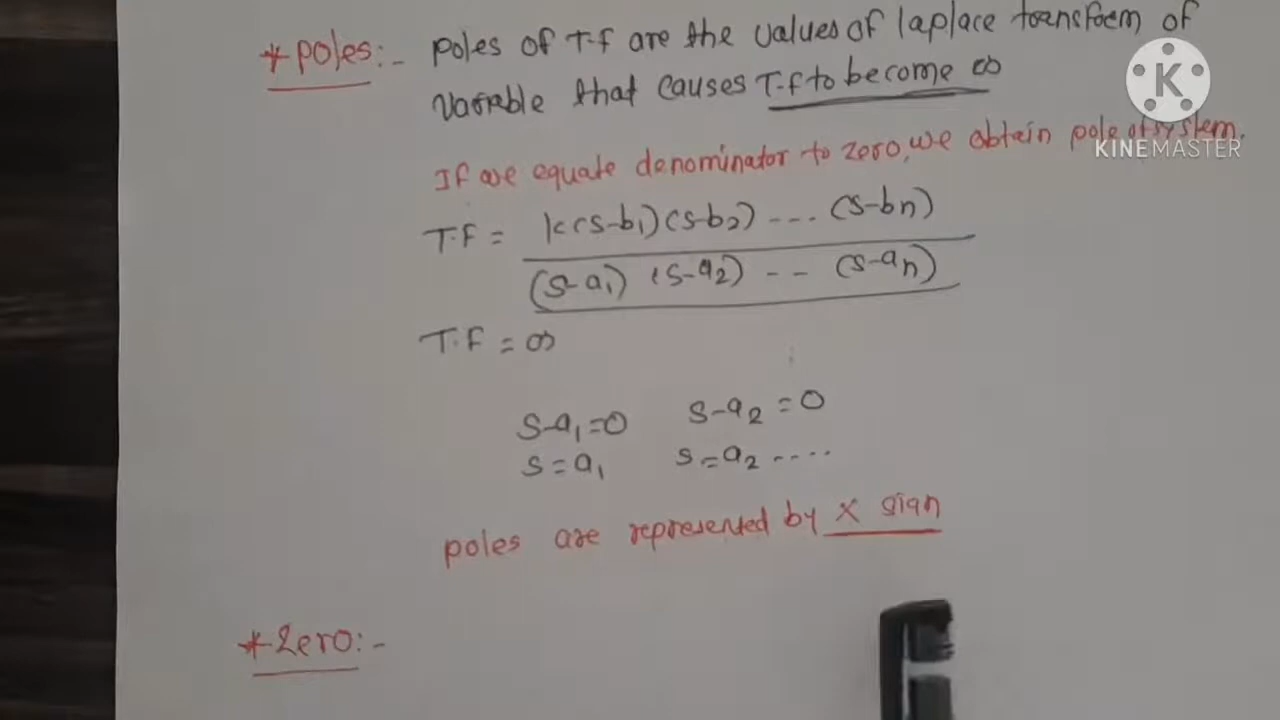 * poles:- poles of T.f are the values of laplace transform of
variable that causes T.f to become ∞
If we equate denominator to zero, we obtain pole of system.
T.F = k(s-b1)(s-b2) ---- (s-bn)
(s-a1) (s-a2) -- -- (s-an)
T.F = ∞
s-a1=0 s-a2=0
s=a1 s=a2 ----
poles are represented by X sign
* Zero:-
K
KINEMASTER